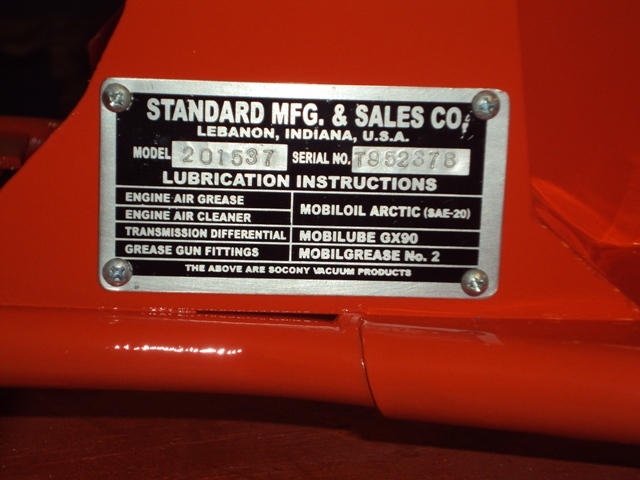 STANDARD MFG. & SALES CO.
LEBANON, INDIANA, U.S.A.
MODEL 201537 SERIAL NO. T952376
LUBRICATION INSTRUCTIONS
ENGINE AIR GREASE
ENGINE AIR CLEANER
MOBILOIL ARCTIC (SAE-20)
TRANSMISSION DIFFERENTIAL MOBILUBE GX90
GREASE GUN FITTINGS MOBILGREASE No. 2
THE ABOVE ARE SOCONY VACUUM PRODUCTS